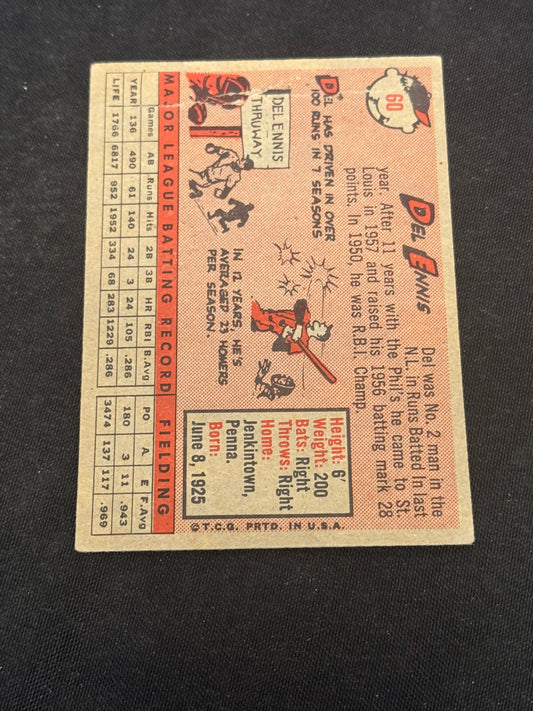 60
DEL ENNIS
Del was No. 2 man in the
N.L. in Runs Batted In last
year. After 11 years with the Phil's he came to St.
Louis in 1957 and raised his 1956 batting mark 28
points. In 1950, he was R.B.I. Champ.
DEL HAS DRIVEN IN OVER
100 RUNS IN 7 SEASONS
DEL ENNIS
THRUWAY
IN 12 YEARS, HE'S
AVERAGED 23 HOMERS
PER SEASON.
Height: 6'
Weight: 200
Bats: Right
Throws: Right
Home:
Jenkintown,
Penna.
Born:
June 8, 1925
© T.C.G. PRTD. IN U.S.A.
MAJOR LEAGUE BATTING RECORD FIELDING
Games AB Runs Hits 2B 3B HR RBI B.Avg PO A. E F.Avg
YEAR 136 490 61 140 24 3 24 105 .286 180 3 11 .943
LIFE 1766 6817 952 1952 334 68 283 1229 .286 3474 137 117 .969